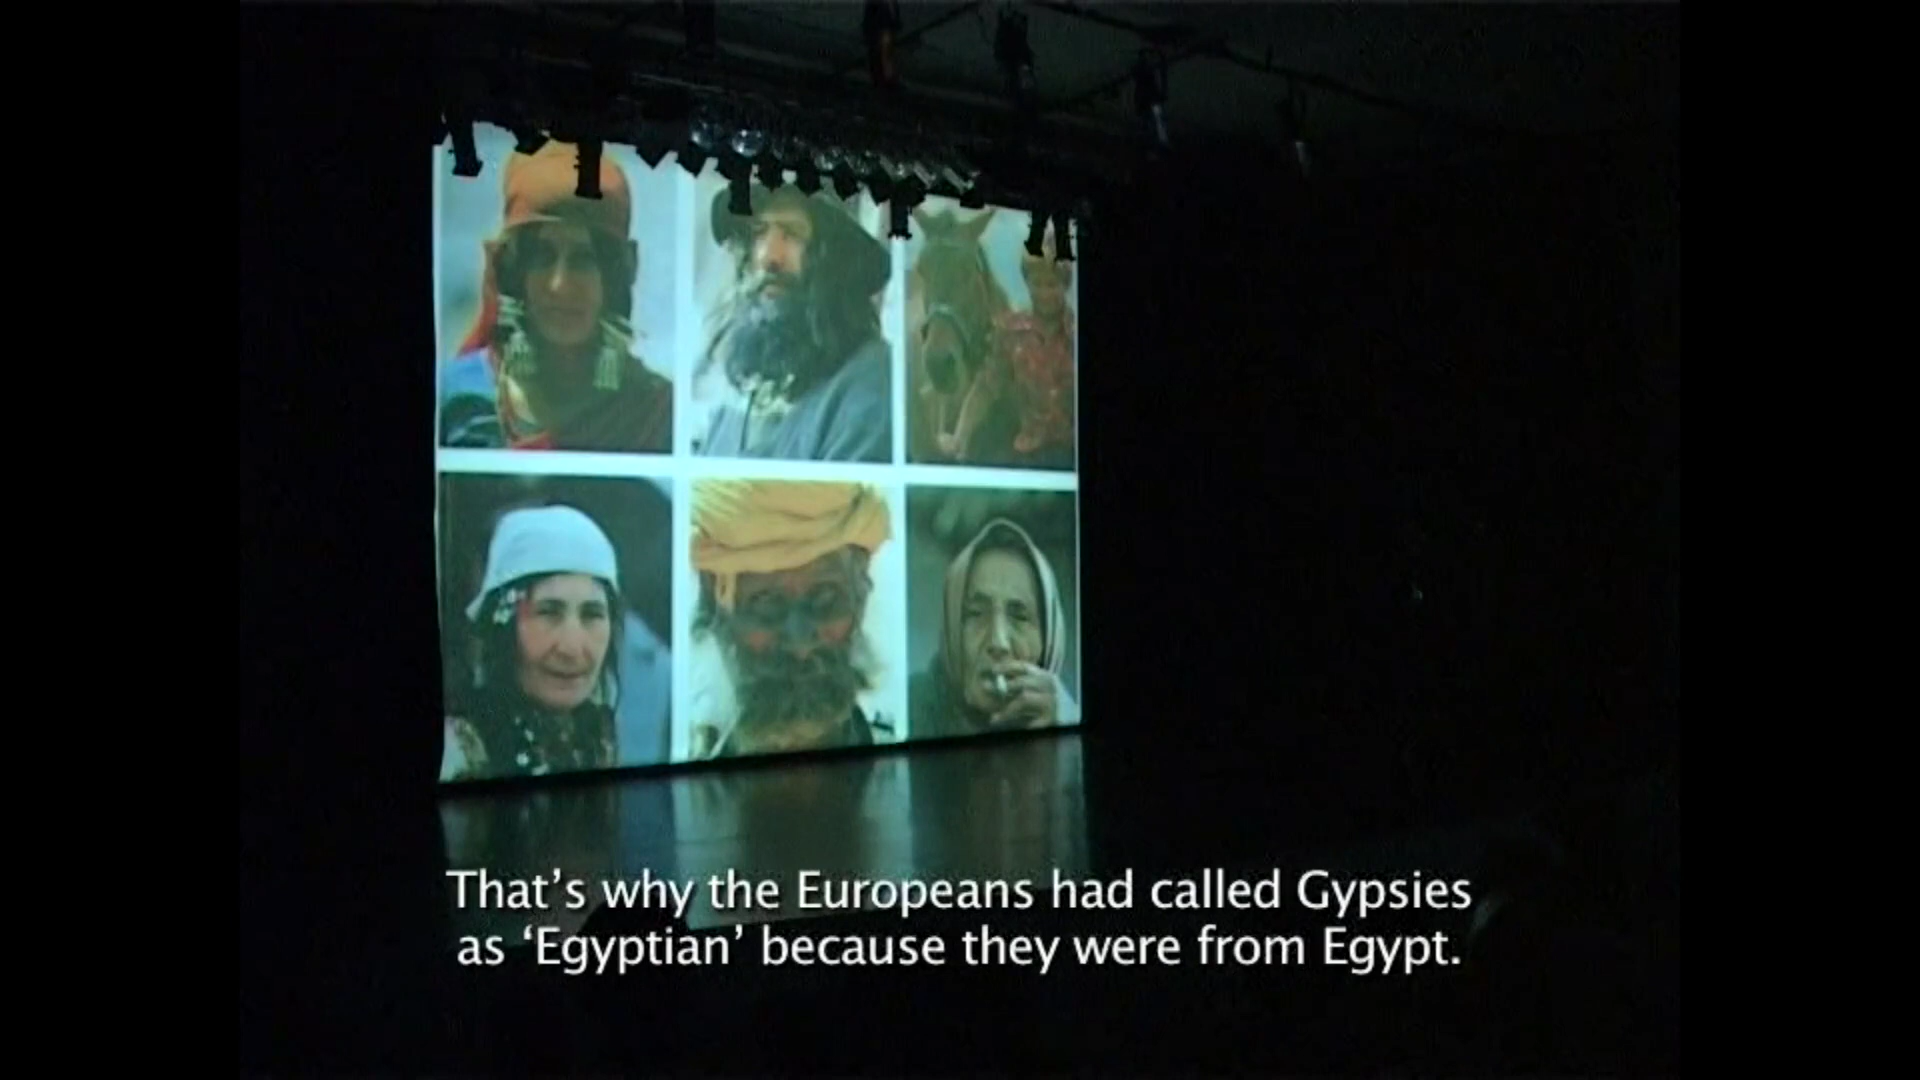 That's why the Europeans had called Gypsies
as ‘Egyptian’ because they were from Egypt.